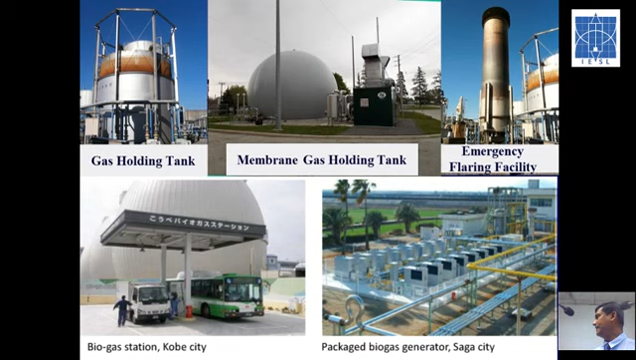 IESL
Gas Holding Tank
Membrane Gas Holding Tank
Emergency
Flaring Facility
こうべバイオガスステーション
Bio-gas station, Kobe city
Packaged biogas generator, Saga city